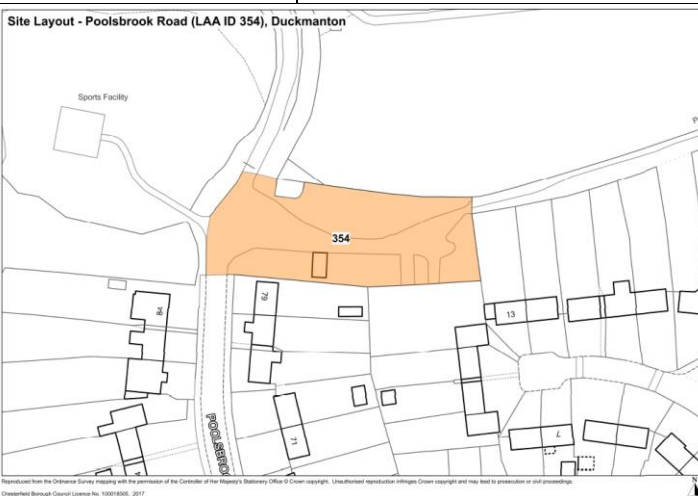 Site Layout - Poolsbrook Road (LAA ID 354), Duckmanton
Sports Facility
354
84
79
13
71
7
POOLSBRO
Reproduced from the Ordnance Survey mapping with the permission of the Controller of Her Majesty's Stationery Office © Crown copyright. Unauthorised reproduction infringes Crown copyright and may lead to prosecution or civil proceedings.
Chesterfield Borough Council Licence No. 100018505, 2017